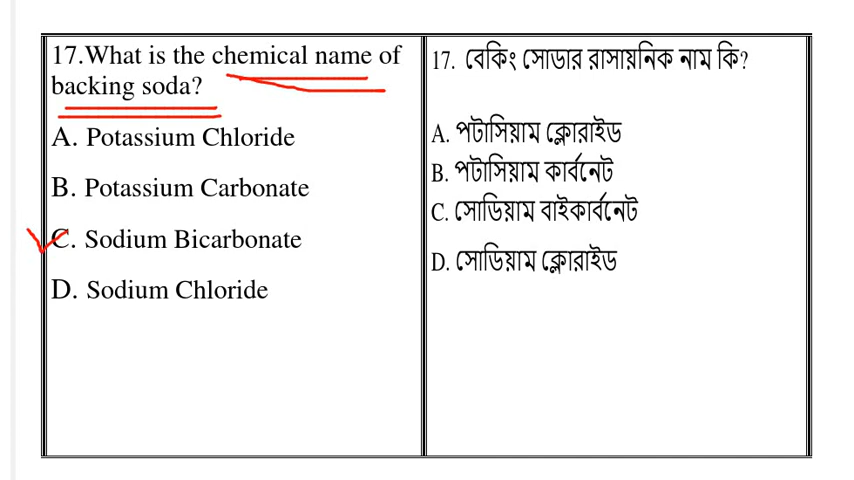 17.What is the chemical name of
backing soda?
A. Potassium Chloride
B. Potassium Carbonate
C. Sodium Bicarbonate
D. Sodium Chloride
17. বেকিং সোডার রাসায়নিক নাম কি?
A. পটাসিয়াম ক্লোরাইড
B. পটাসিয়াম কার্বনেট
C. সোডিয়াম বাইকার্বনেট
D. সোডিয়াম ক্লোরাইড